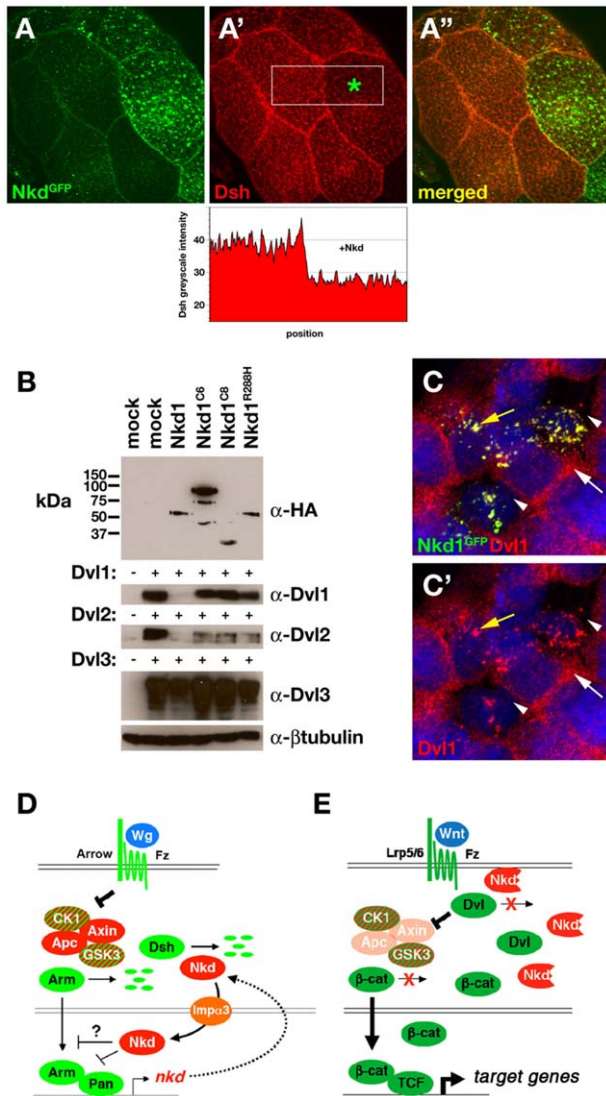 A
Nkd^GFP
A'
*
Dsh
A''
merged
Dsh greyscale intensity
40
30
20
+Nkd
position
B
mock
mock
Nkd1
Nkd1^C6
Nkd1^C8
Nkd1^R288H
kDa
150
100
75
50
37
α-HA
Dvl1: - + + + + +
α-Dvl1
Dvl2: - + + + + +
α-Dvl2
Dvl3: - + + + + +
α-Dvl3
α-βtubulin
C
Nkd1^GFP Dvl1
C'
Dvl1
D
Wg
Arrow
Fz
CK1
Axin
Apc
GSK3
Dsh
Nkd
Arm
Impα3
?
Nkd
Arm
Pan
nkd
E
Wnt
Lrp5/6
Fz
Nkd
Dvl
X
CK1
Axin
Apc
GSK3
Dvl
Nkd
β-cat
X
β-cat
Nkd
β-cat
β-cat
TCF
target genes